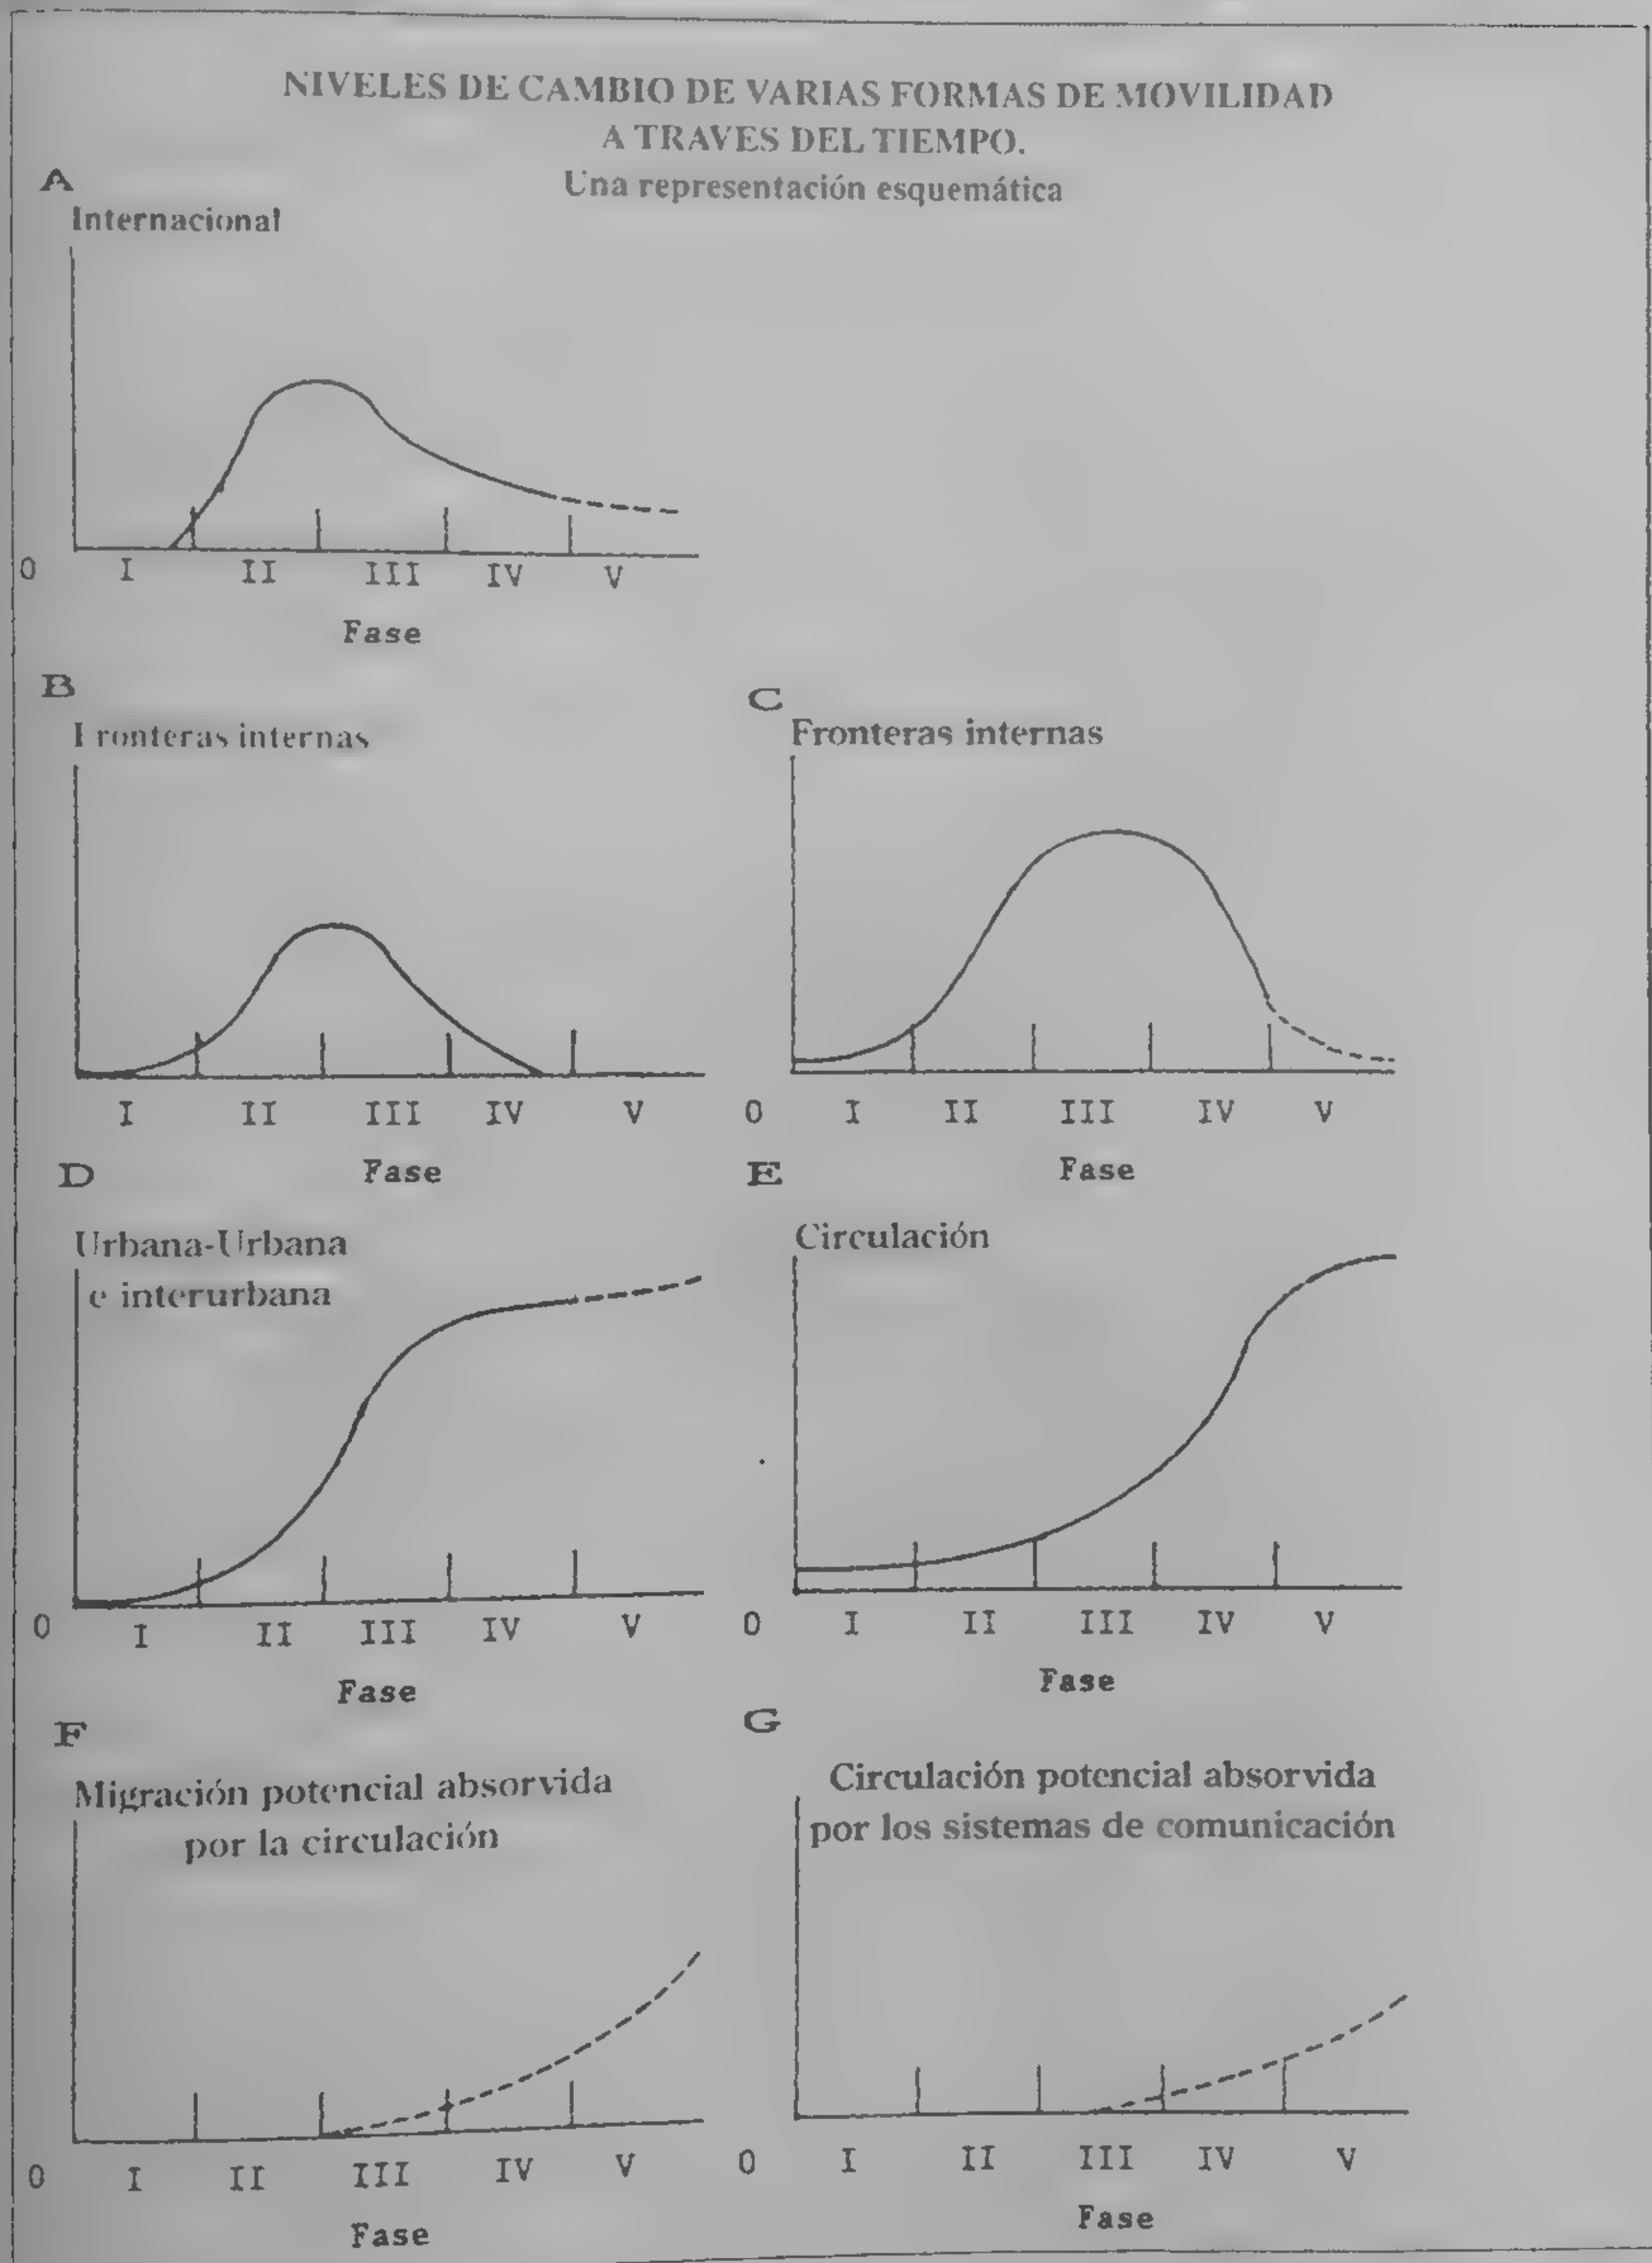 NIVELES DE CAMBIO DE VARIAS FORMAS DE MOVILIDAD
A TRAVES DEL TIEMPO.
Una representación esquemática
A
Internacional
0 I II III IV V
Fase
B
Fronteras internas
I II III IV V
Fase
C
Fronteras internas
0 I II III IV V
Fase
D
Urbana-Urbana
e interurbana
0 I II III IV V
Fase
E
Circulación
0 I II III IV V
Fase
F
Migración potencial absorvida
por la circulación
0 I II III IV V
Fase
G
Circulación potencial absorvida
por los sistemas de comunicación
0 I II III IV V
Fase